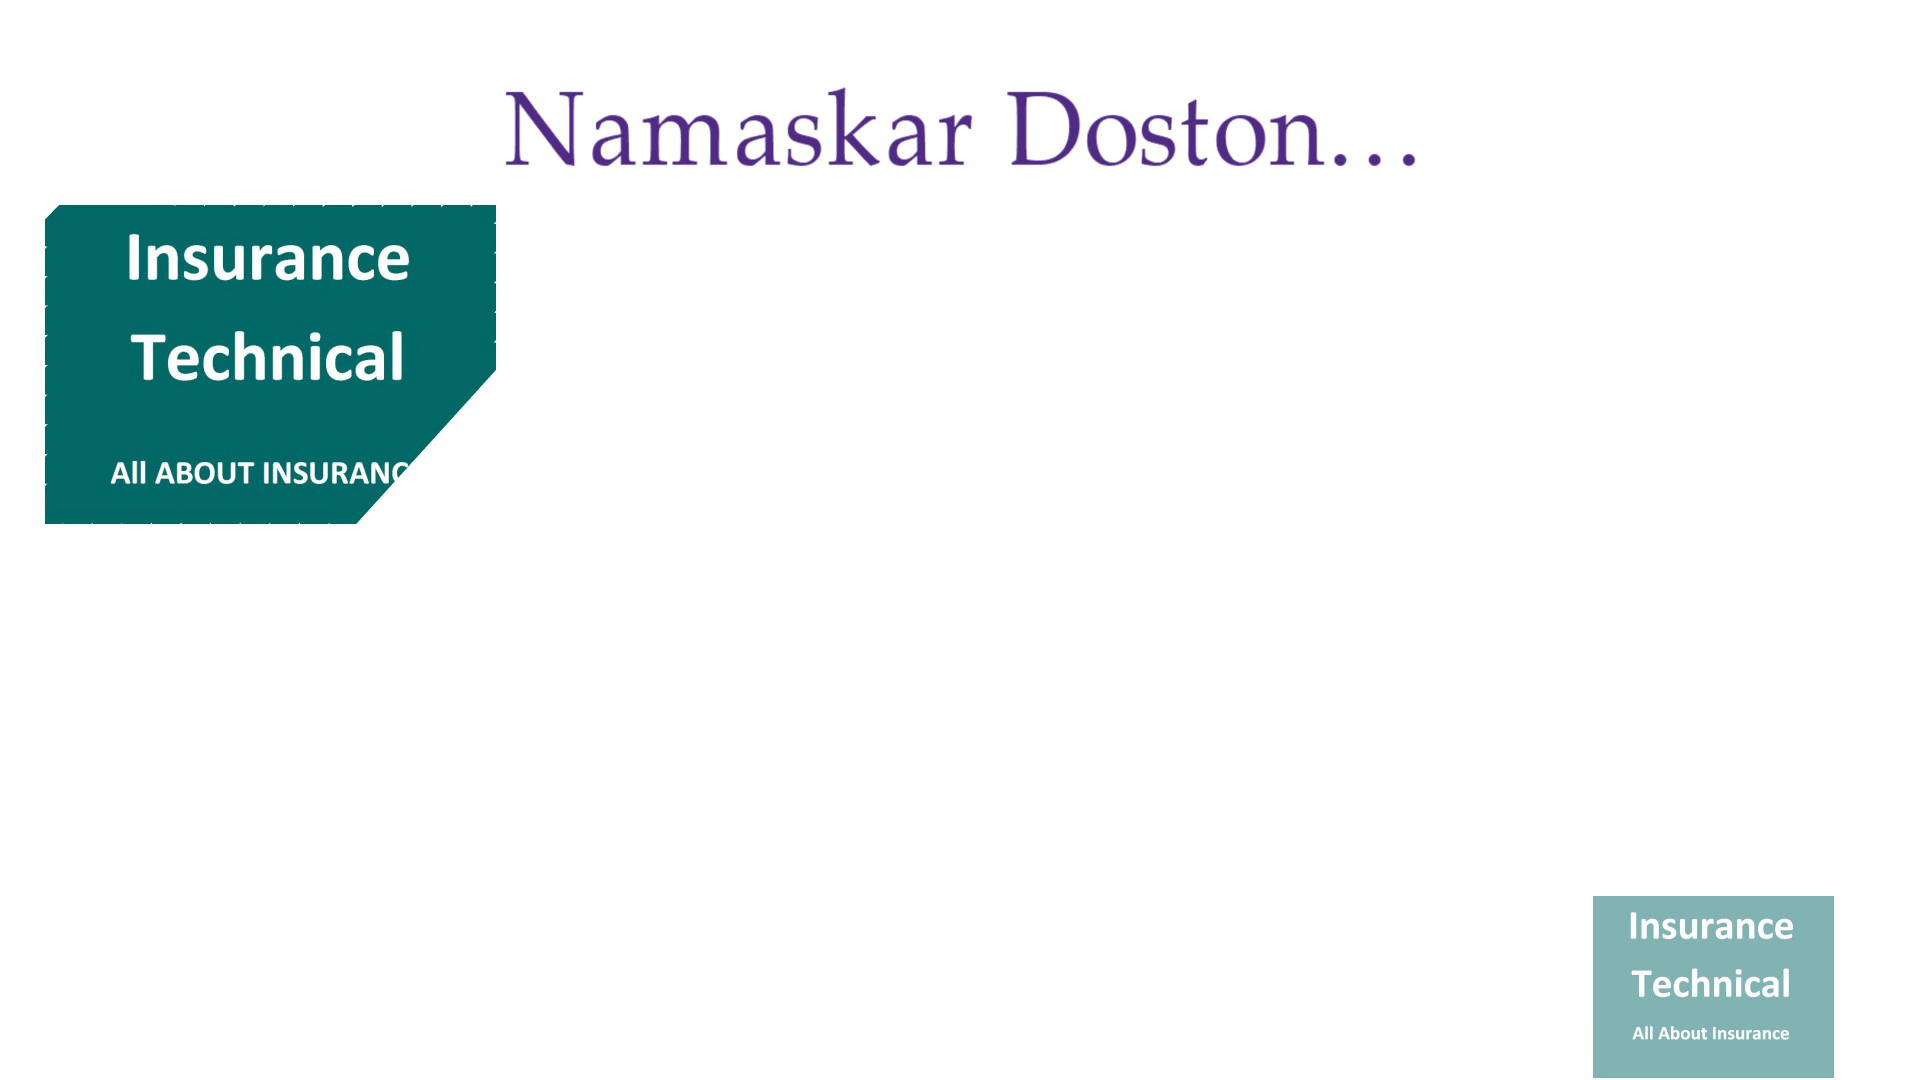 Namaskar Doston...
Insurance
Technical
All ABOUT INSURANC
Insurance
Technical
All About Insurance